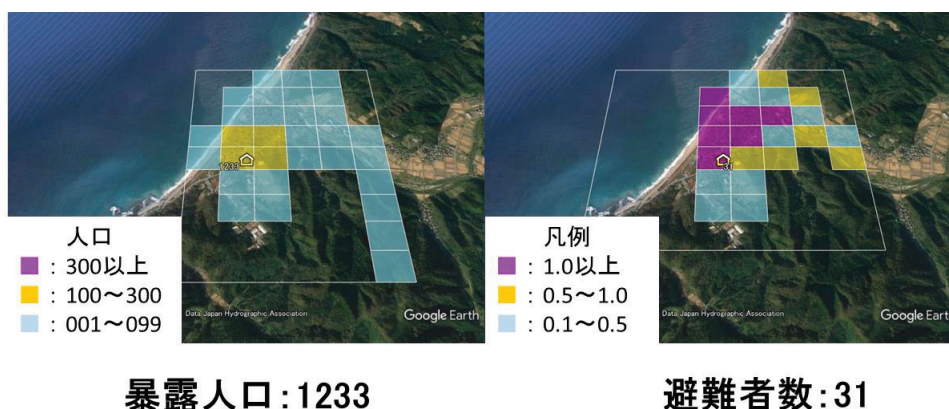 1233
人口
：300以上
：100～300
：001～099
Data Japan Hydrographic Association
Google Earth
暴露人口：1233
31
凡例
：1.0以上
：0.5～1.0
：0.1～0.5
Data Japan Hydrographic Association
Google Eart
避難者数：31